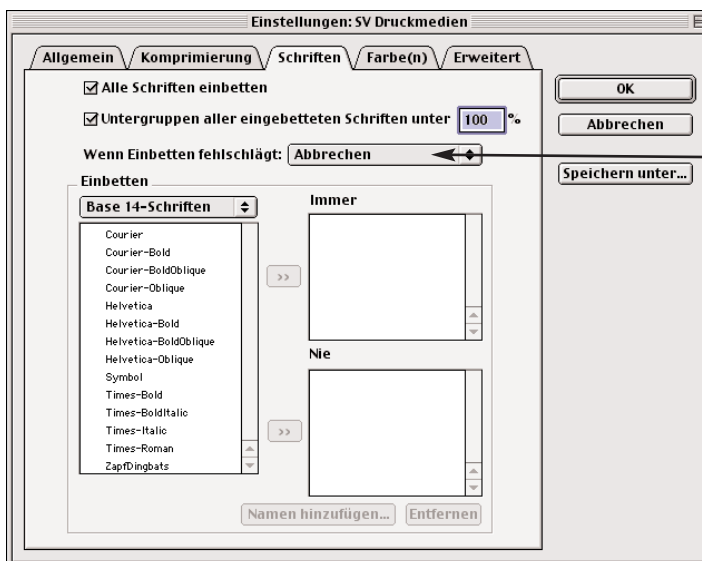 Einstellungen: SV Druckmedien
Allgemein Komprimierung Schriften Farbe(n) Erweitert
Alle Schriften einbetten
Untergruppen aller eingebetteten Schriften unter 100 %
Wenn Einbetten fehlschlägt: Abbrechen
OK
Abbrechen
Speichern unter...
Einbetten
Base 14-Schriften
Courier
Courier-Bold
Courier-BoldOblique
Courier-Oblique
Helvetica
Helvetica-Bold
Helvetica-BoldOblique
Helvetica-Oblique
Symbol
Times-Bold
Times-BoldItalic
Times-Italic
Times-Roman
ZapfDingbats
>>
>>
Immer
Nie
Namen hinzufügen... Entfernen